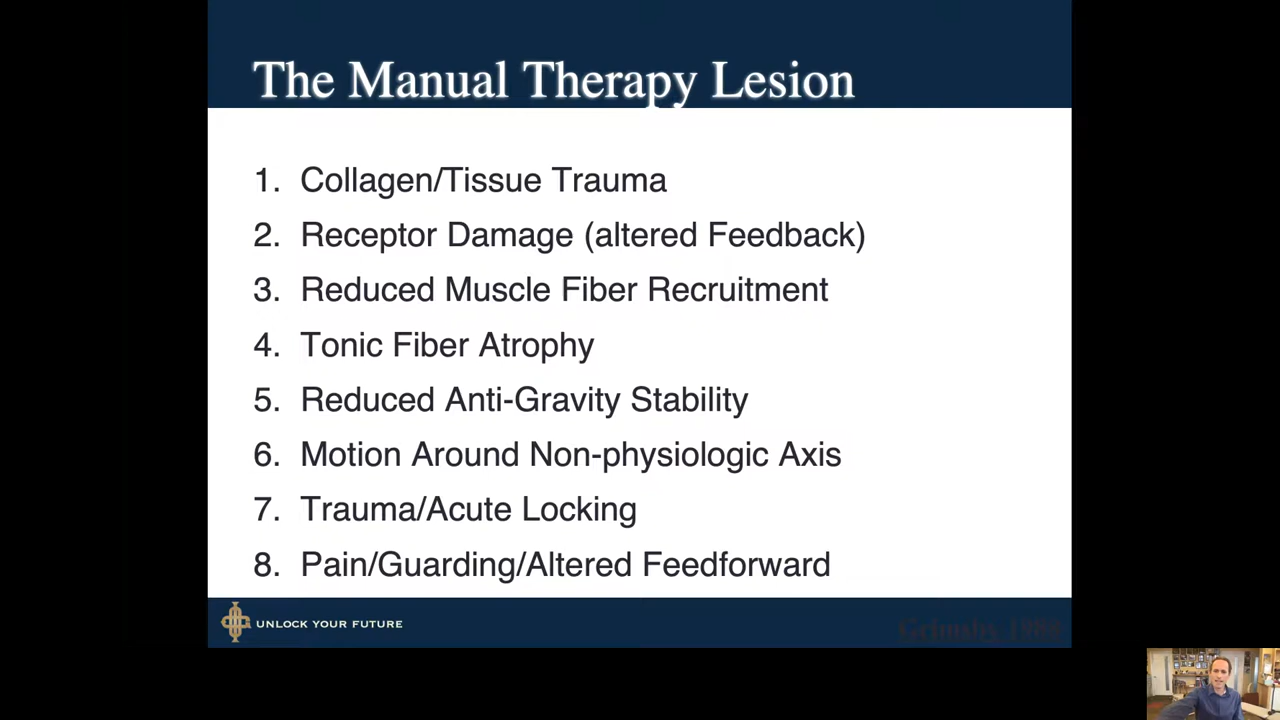 The Manual Therapy Lesion
1. Collagen/Tissue Trauma
2. Receptor Damage (altered Feedback)
3. Reduced Muscle Fiber Recruitment
4. Tonic Fiber Atrophy
5. Reduced Anti-Gravity Stability
6. Motion Around Non-physiologic Axis
7. Trauma/Acute Locking
8. Pain/Guarding/Altered Feedforward
UNLOCK YOUR FUTURE